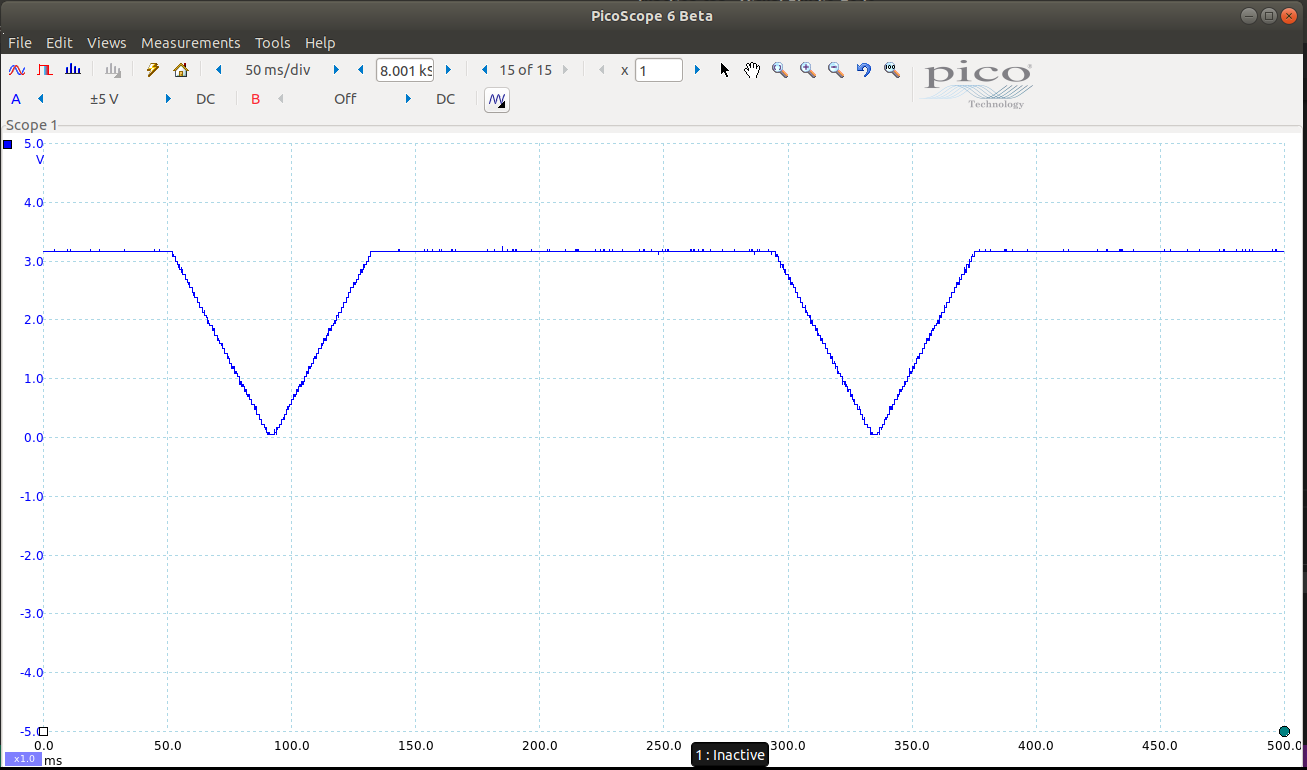 PicoScope 6 Beta
File Edit Views Measurements Tools Help
50 ms/div 8.001 kS 15 of 15 x 1
pico
Technology
A ±5 V DC B Off DC
Scope 1
5.0
V
4.0
3.0
2.0
1.0
0.0
-1.0
-2.0
-3.0
-4.0
-5.0
0.0 50.0 100.0 150.0 200.0 250.0 300.0 350.0 400.0 450.0 500.0
x1.0 ms
1 : Inactive